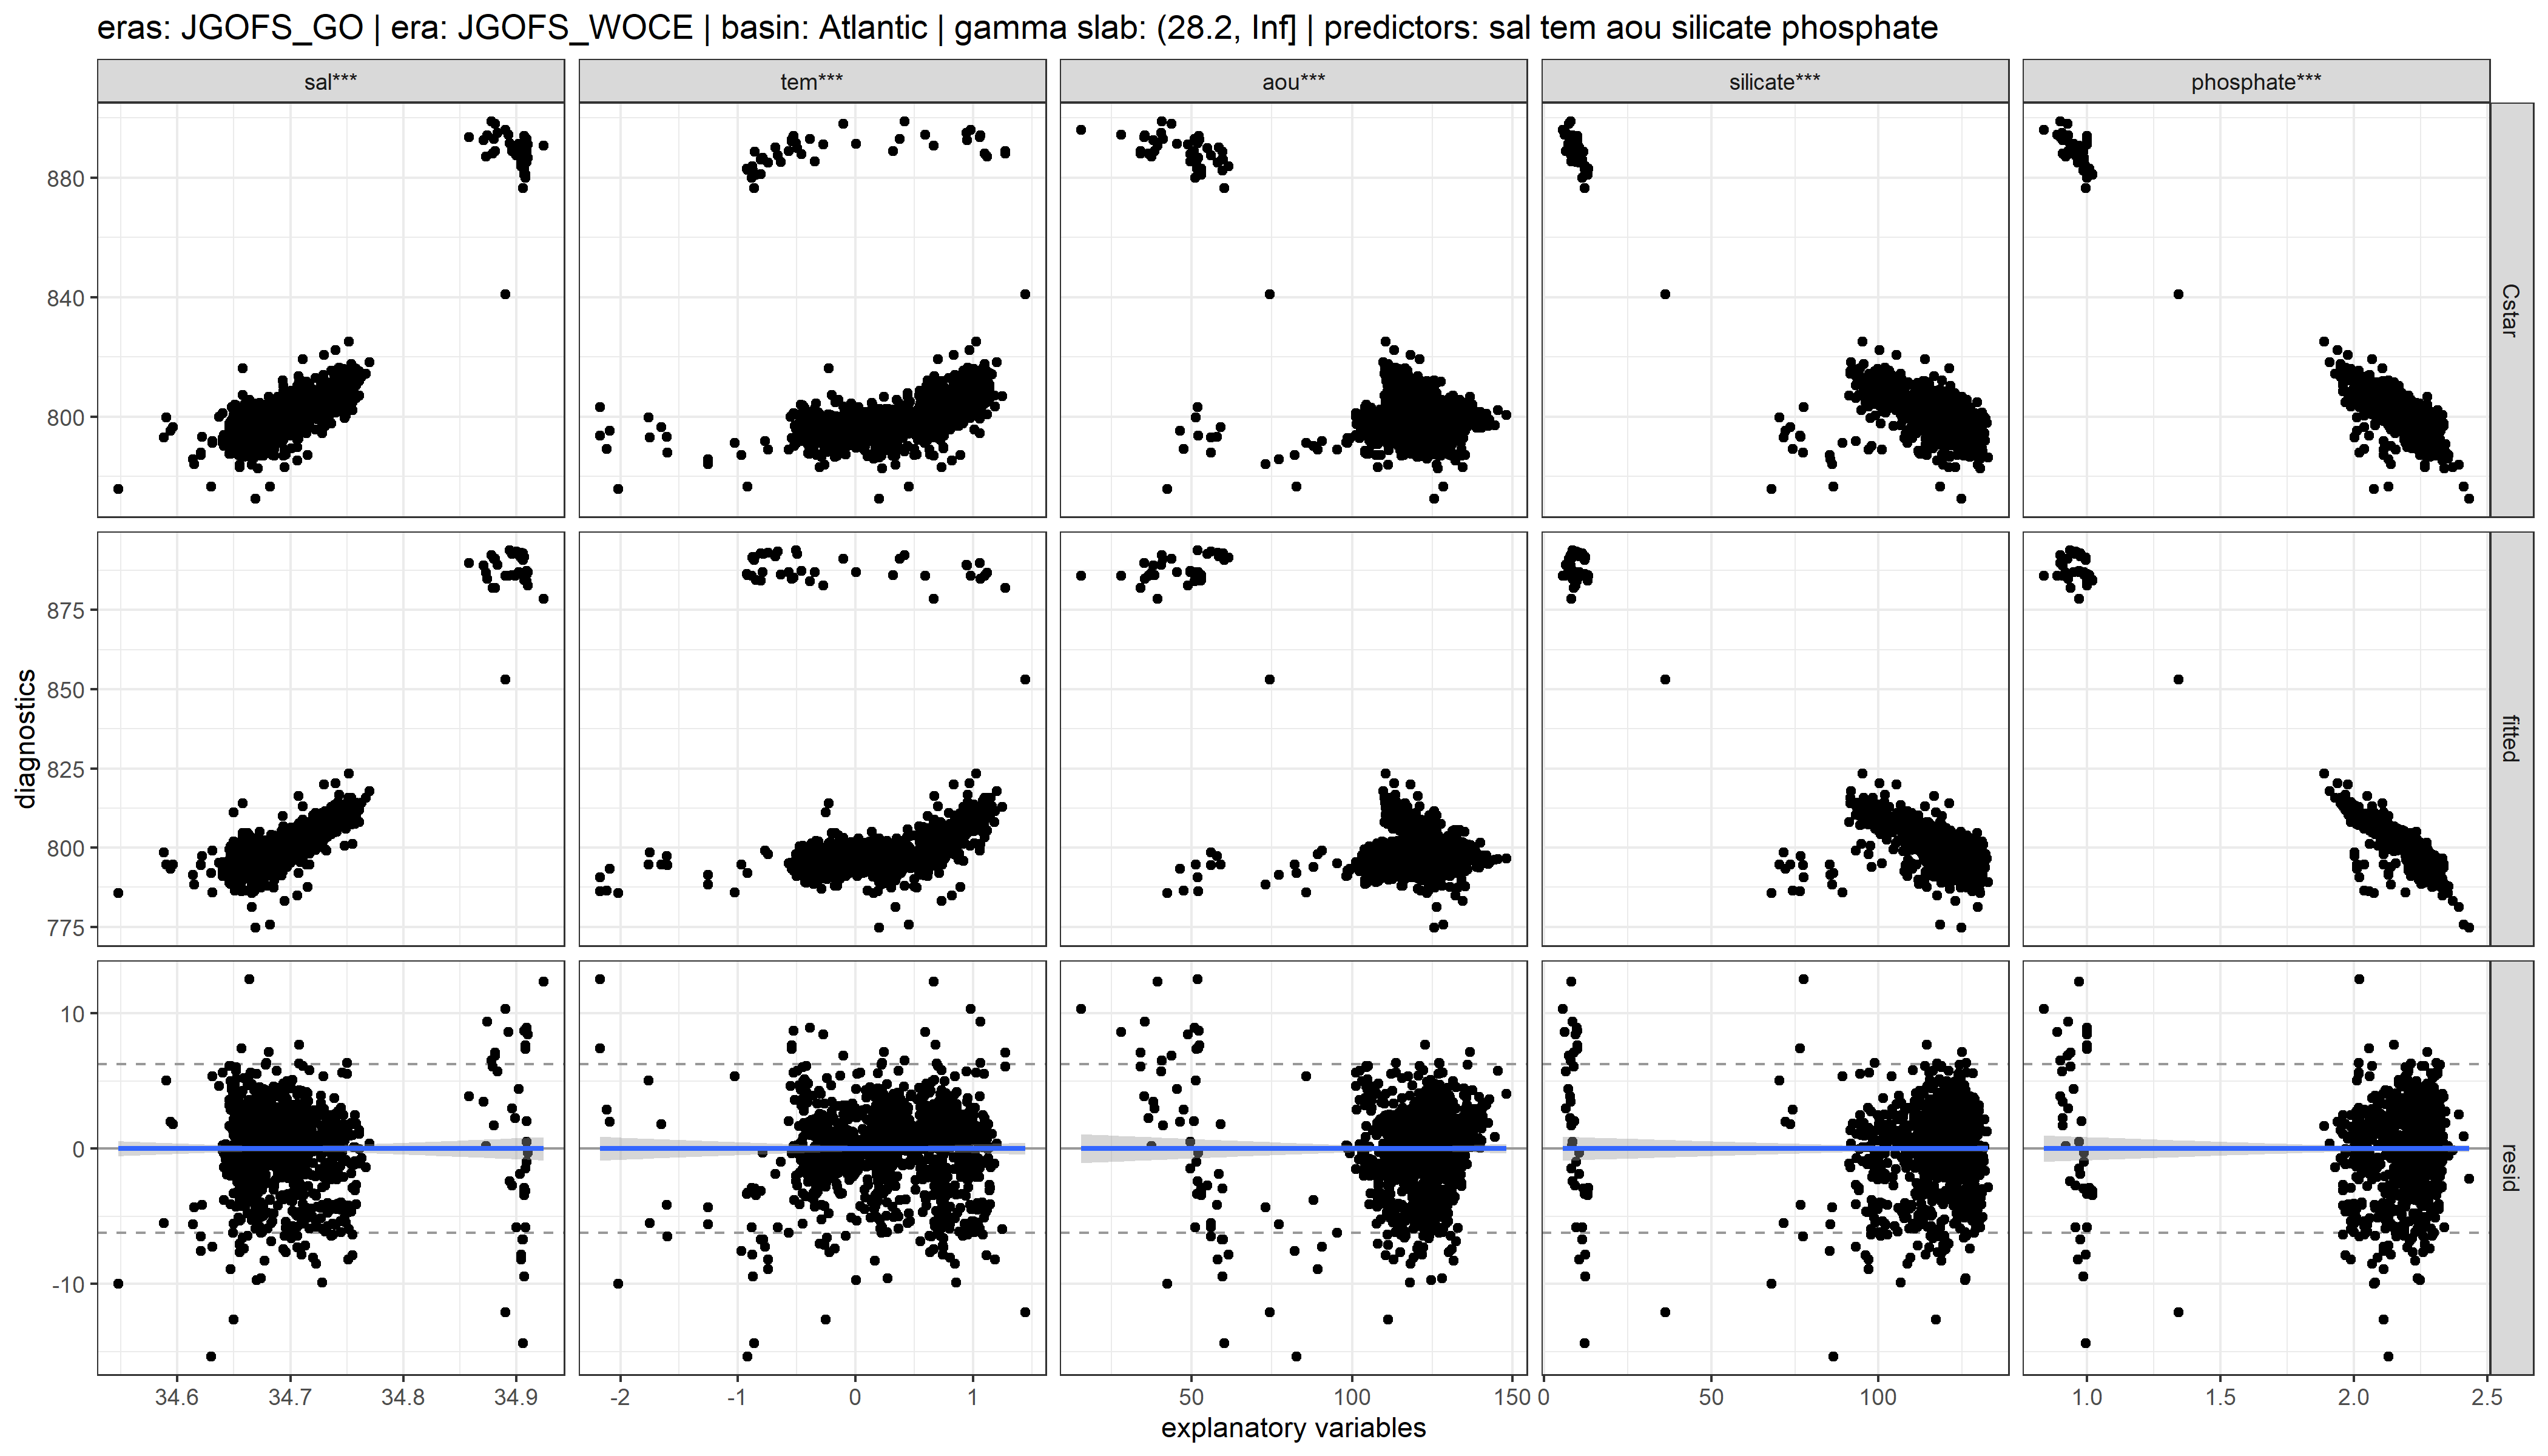 eras: JGOFS_GO | era: JGOFS_WOCE | basin: Atlantic | gamma slab: (28.2, Inf] | predictors: sal tem aou silicate phosphate
sal*** tem*** aou*** silicate*** phosphate***
880
840
800
Cstar
875
850
825
800
775
fitted
diagnostics
10
0
-10
resid
34.6 34.7 34.8 34.9 -2 -1 0 1 50 100 150 0 50 100 1.0 1.5 2.0 2.5
explanatory variables